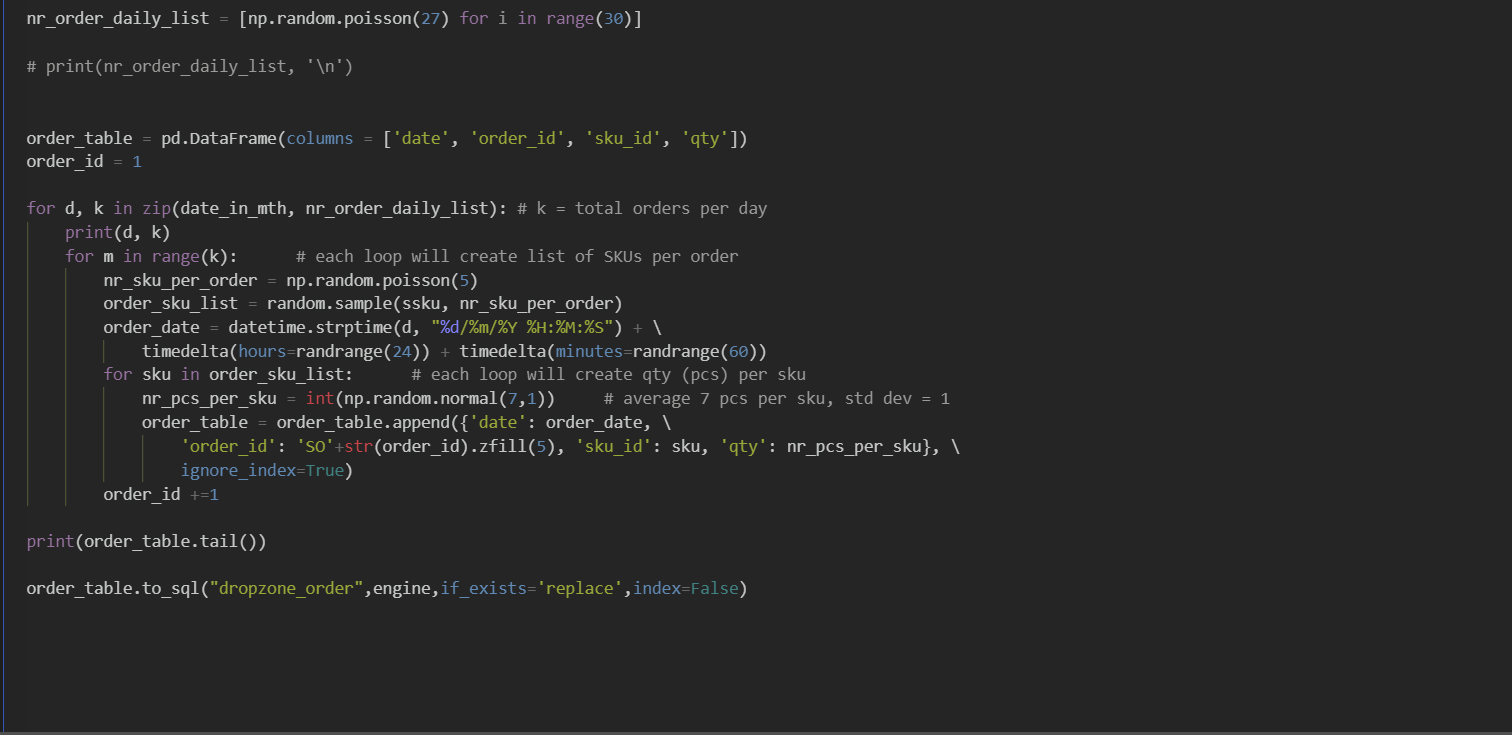 nr_order_daily_list = [np.random.poisson(27) for i in range(30)]
# print(nr_order_daily_list, '\n')
order_table = pd.DataFrame(columns = ['date', 'order_id', 'sku_id', 'qty'])
order_id = 1
for d, k in zip(date_in_mth, nr_order_daily_list): # k = total orders per day
    print(d, k)
    for m in range(k):      # each loop will create list of SKUs per order
        nr_sku_per_order = np.random.poisson(5)
        order_sku_list = random.sample(ssku, nr_sku_per_order)
        order_date = datetime.strptime(d, "%d/%m/%Y %H:%M:%S") + \
            timedelta(hours=randrange(24)) + timedelta(minutes=randrange(60))
        for sku in order_sku_list:      # each loop will create qty (pcs) per sku
            nr_pcs_per_sku = int(np.random.normal(7,1))     # average 7 pcs per sku, std dev = 1
            order_table = order_table.append({'date': order_date, \
                'order_id': 'SO'+str(order_id).zfill(5), 'sku_id': sku, 'qty': nr_pcs_per_sku}, \
                ignore_index=True)
        order_id +=1
print(order_table.tail())
order_table.to_sql("dropzone_order",engine,if_exists='replace',index=False)